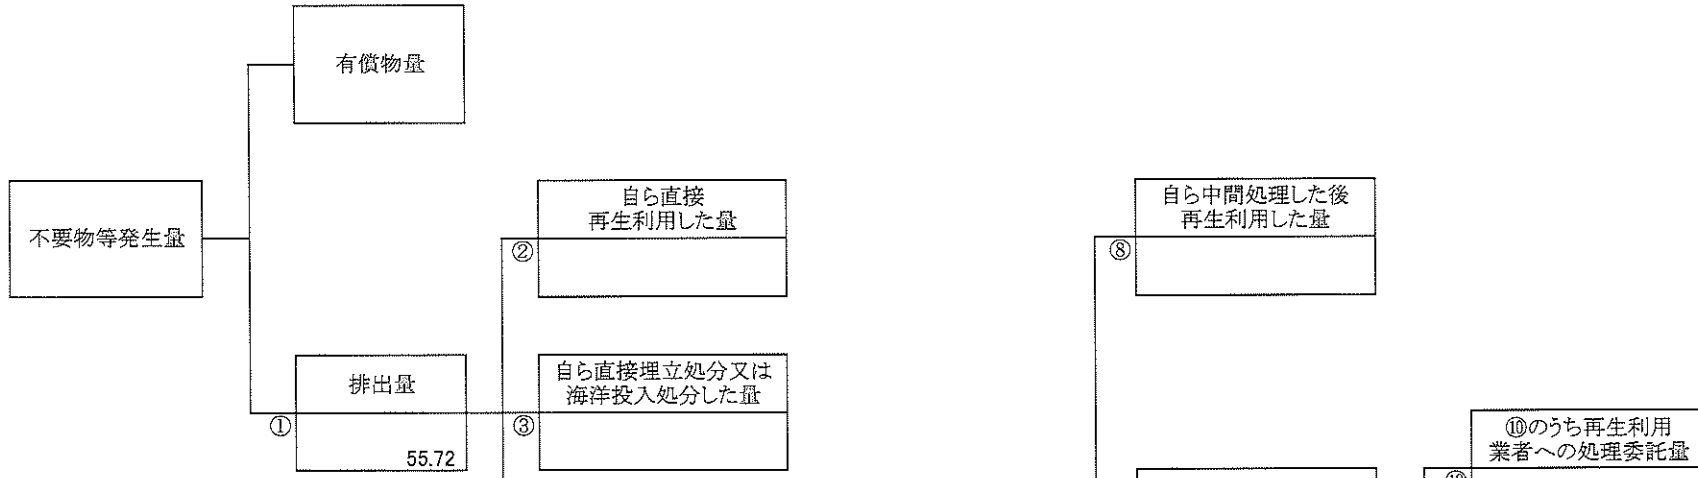 有償物量
不要物等発生量
自ら直接
再生利用した量
②
自ら中間処理した後
再生利用した量
⑧
排出量
①
55.72
自ら直接埋立処分又は
海洋投入処分した量
③
⑩のうち再生利用
業者への処理委託量